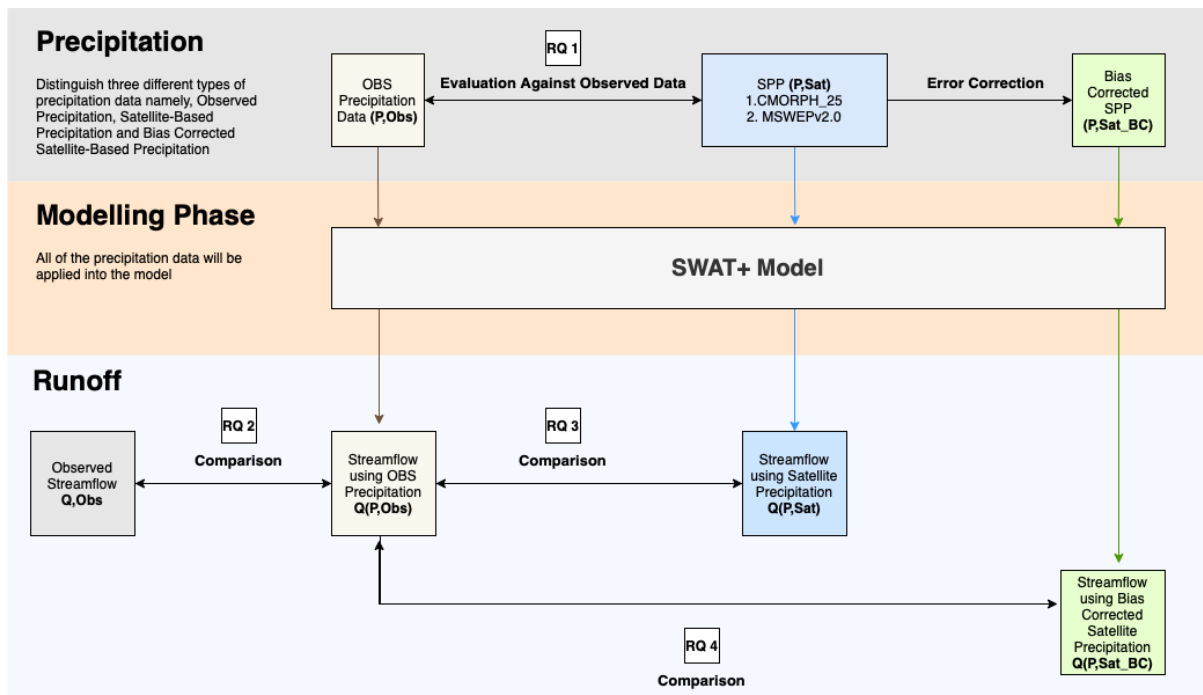 Precipitation
Distinguish three different types of
precipitation data namely, Observed
Precipitation, Satellite-Based
Precipitation and Bias Corrected
Satellite-Based Precipitation
OBS
Precipitation
Data (P,Obs)
RQ 1
Evaluation Against Observed Data
SPP (P,Sat)
1.CMORPH_25
2. MSWEPv2.0
Error Correction
Bias
Corrected
SPP
(P,Sat_BC)
Modelling Phase
All of the precipitation data will be
applied into the model
SWAT+ Model
Runoff
Observed
Streamflow
Q,Obs
RQ 2
Comparison
Streamflow
using OBS
Precipitation
Q(P,Obs)
RQ 3
Comparison
Streamflow
using Satellite
Precipitation
Q(P,Sat)
RQ 4
Comparison
Streamflow
using Bias
Corrected
Satellite
Precipitation
Q(P,Sat_BC)